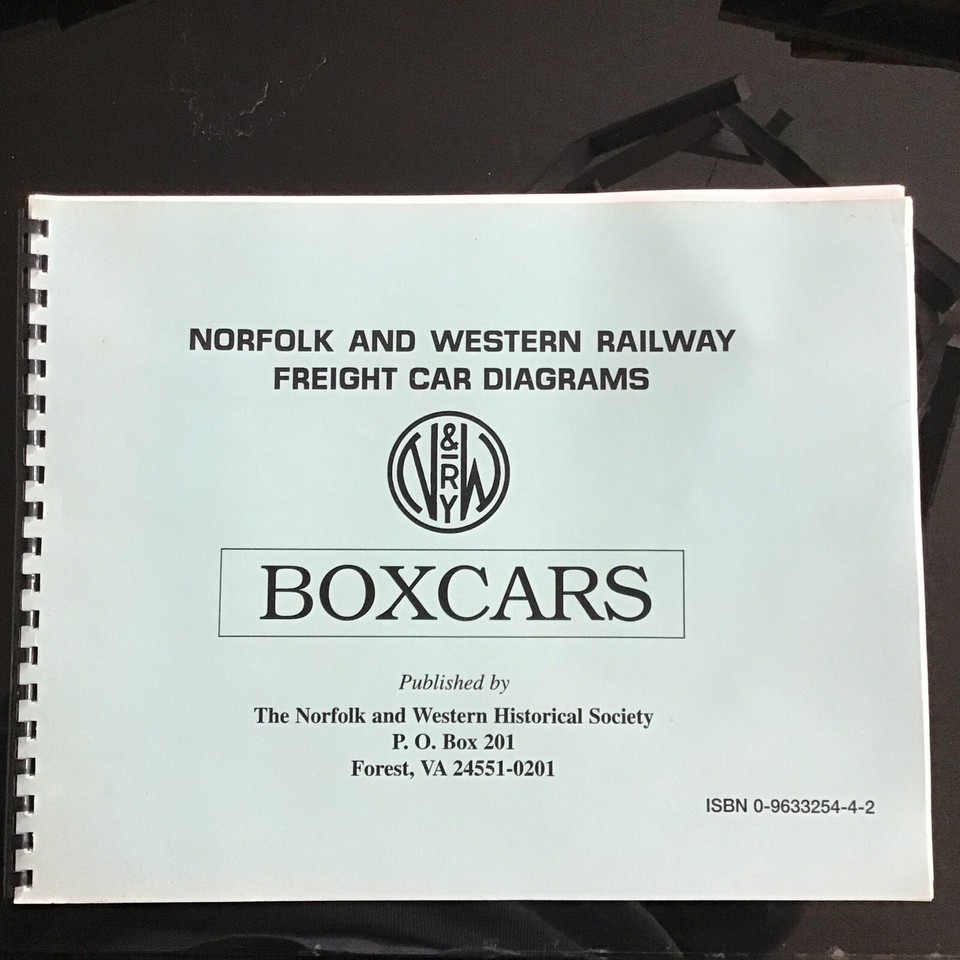 NORFOLK AND WESTERN RAILWAY
FREIGHT CAR DIAGRAMS
N&W
RY
BOXCARS
Published by
The Norfolk and Western Historical Society
P. O. Box 201
Forest, VA 24551-0201
ISBN 0-9633254-4-2